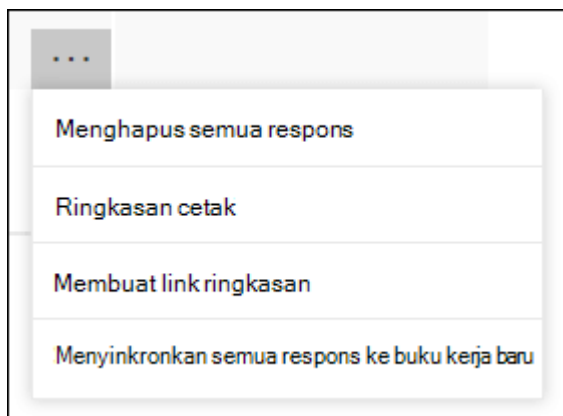 ...
Menghapus semua respons
Ringkasan cetak
Membuat link ringkasan
Menyinkronkan semua respons ke buku kerja baru